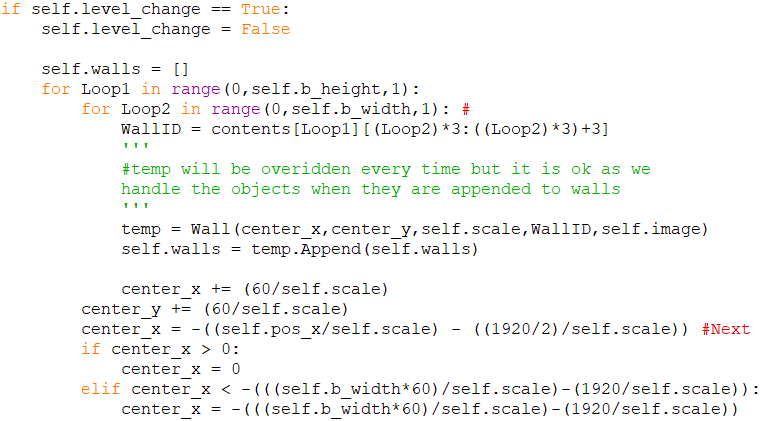 if self.level_change == True:
    self.level_change = False

    self.walls = []
    for Loop1 in range(0,self.b_height,1):
        for Loop2 in range(0,self.b_width,1): #
            WallID = contents[Loop1][(Loop2)*3:((Loop2)*3)+3]
            '''
            #temp will be overidden every time but it is ok as we
            handle the objects when they are appended to walls
            '''
            temp = Wall(center_x,center_y,self.scale,WallID,self.image)
            self.walls = temp.Append(self.walls)

            center_x += (60/self.scale)
        center_y += (60/self.scale)
        center_x = -((self.pos_x/self.scale) - ((1920/2)/self.scale)) #Next
        if center_x > 0:
            center_x = 0
        elif center_x < -(((self.b_width*60)/self.scale)-(1920/self.scale)):
            center_x = -(((self.b_width*60)/self.scale)-(1920/self.scale))